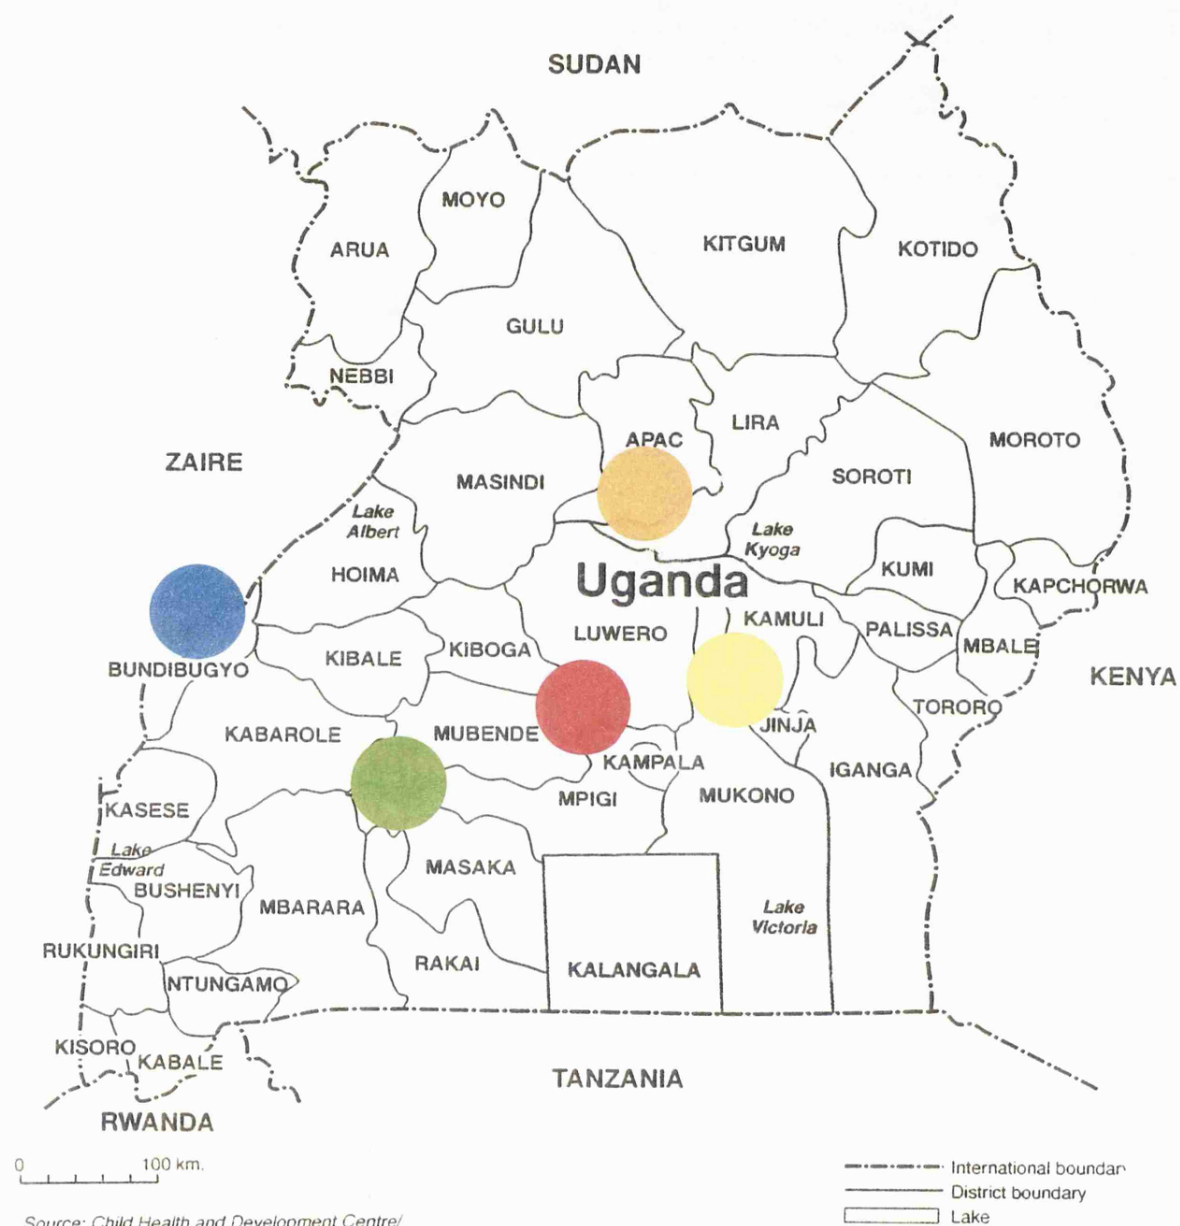 SUDAN
MOYO
ARUA
KITGUM
KOTIDO
GULU
NEBBI
LIRA
APAC
MOROTO
ZAIRE
MASINDI
SOROTI
Lake
Albert
Lake
Kyoga
HOIMA
Uganda
KUMI
KAPCHORWA
KAMULI
LUWERO
PALISSA
MBALE
KIBALE
KIBOGA
BUNDIBUGYO
KENYA
TORORO
KABAROLE
MUBENDE
JINJA
KAMPALA
IGANGA
MPIGI
MUKONO
KASESE
Lake
Edward
BUSHENYI
MASAKA
MBARARA
Lake
Victoria
RUKUNGIRI
RAKAI
KALANGALA
NTUNGAMO
KISORO
KABALE
TANZANIA
RWANDA
0 100 km.
International boundar
District boundary
Lake
Source: Child Health and Development Centre/